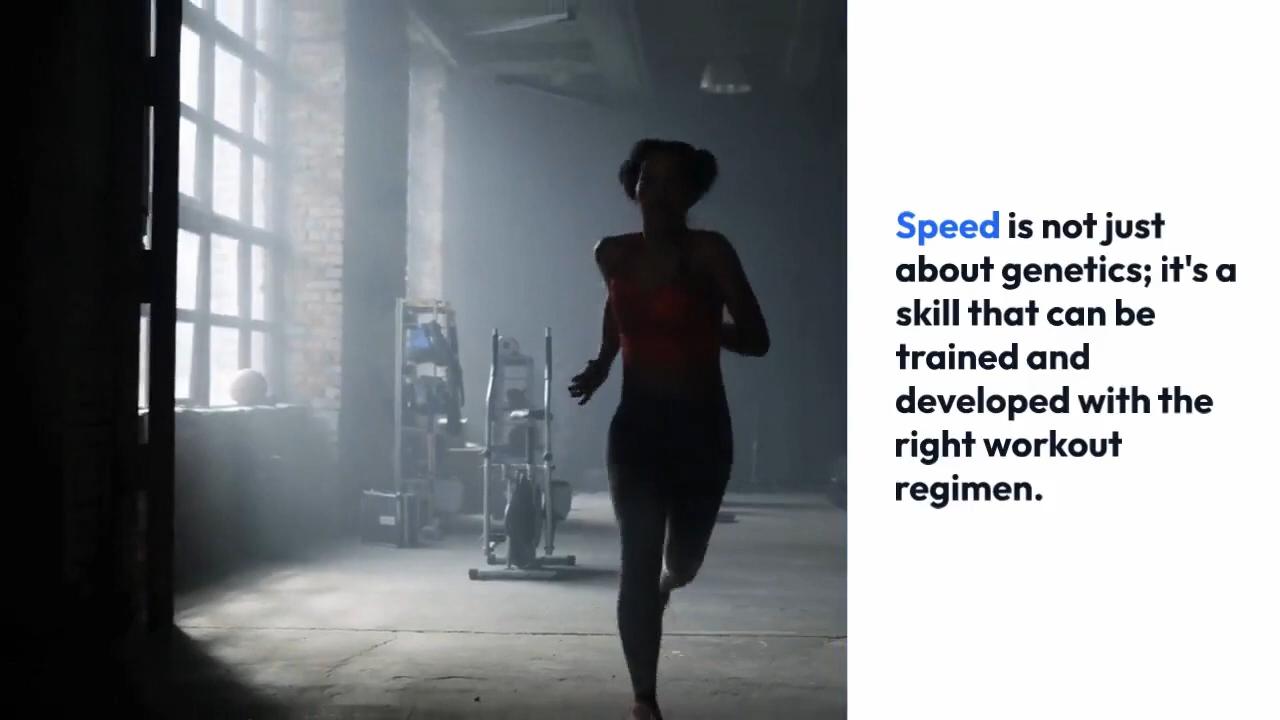 Speed is not just
about genetics; it's a
skill that can be
trained and
developed with the
right workout
regimen.